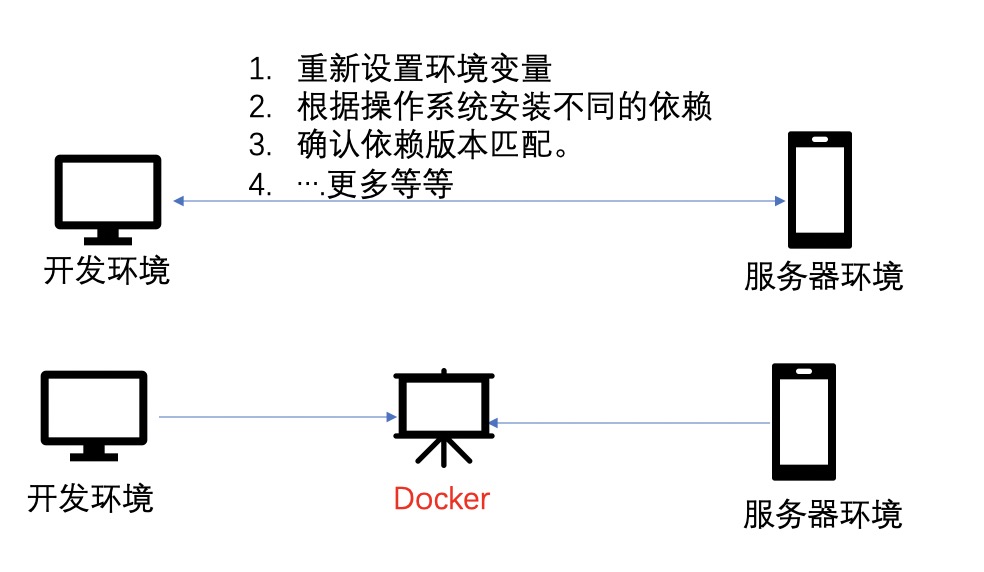 1. 重新设置环境变量
2. 根据操作系统安装不同的依赖
3. 确认依赖版本匹配。
4. ….更多等等
开发环境
服务器环境
Docker
开发环境
服务器环境